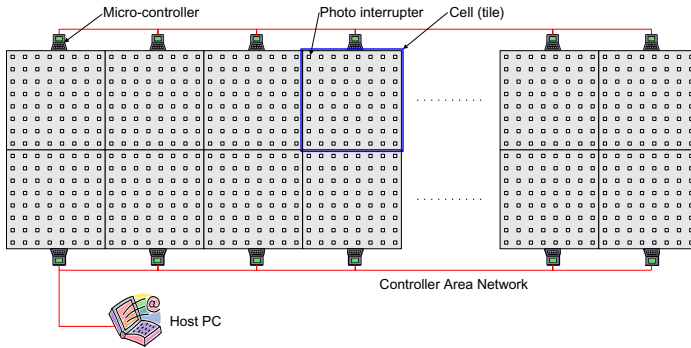 Micro-controller
Photo interrupter
Cell (tile)
Controller Area Network
@
Host PC